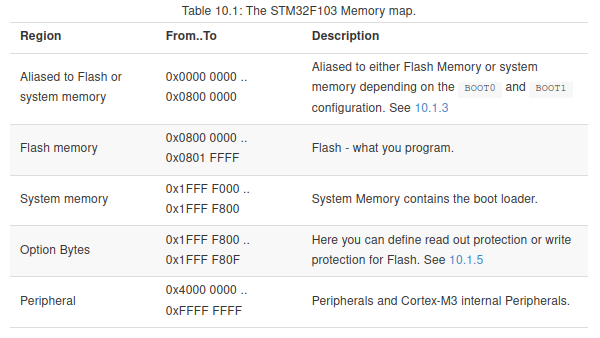 Table 10.1: The STM32F103 Memory map.
Region From..To Description
Aliased to Flash or
system memory
0x0000 0000 ..
0x0800 0000
Aliased to either Flash Memory or system
memory depending on the BOOT0 and BOOT1
configuration. See 10.1.3
Flash memory
0x0800 0000 ..
0x0801 FFFF
Flash - what you program.
System memory
0x1FFF F000 ..
0x1FFF F800
System Memory contains the boot loader.
Option Bytes
0x1FFF F800 ..
0x1FFF F80F
Here you can define read out protection or write
protection for Flash. See 10.1.5
Peripheral
0x4000 0000 ..
0xFFFF FFFF
Peripherals and Cortex-M3 internal Peripherals.